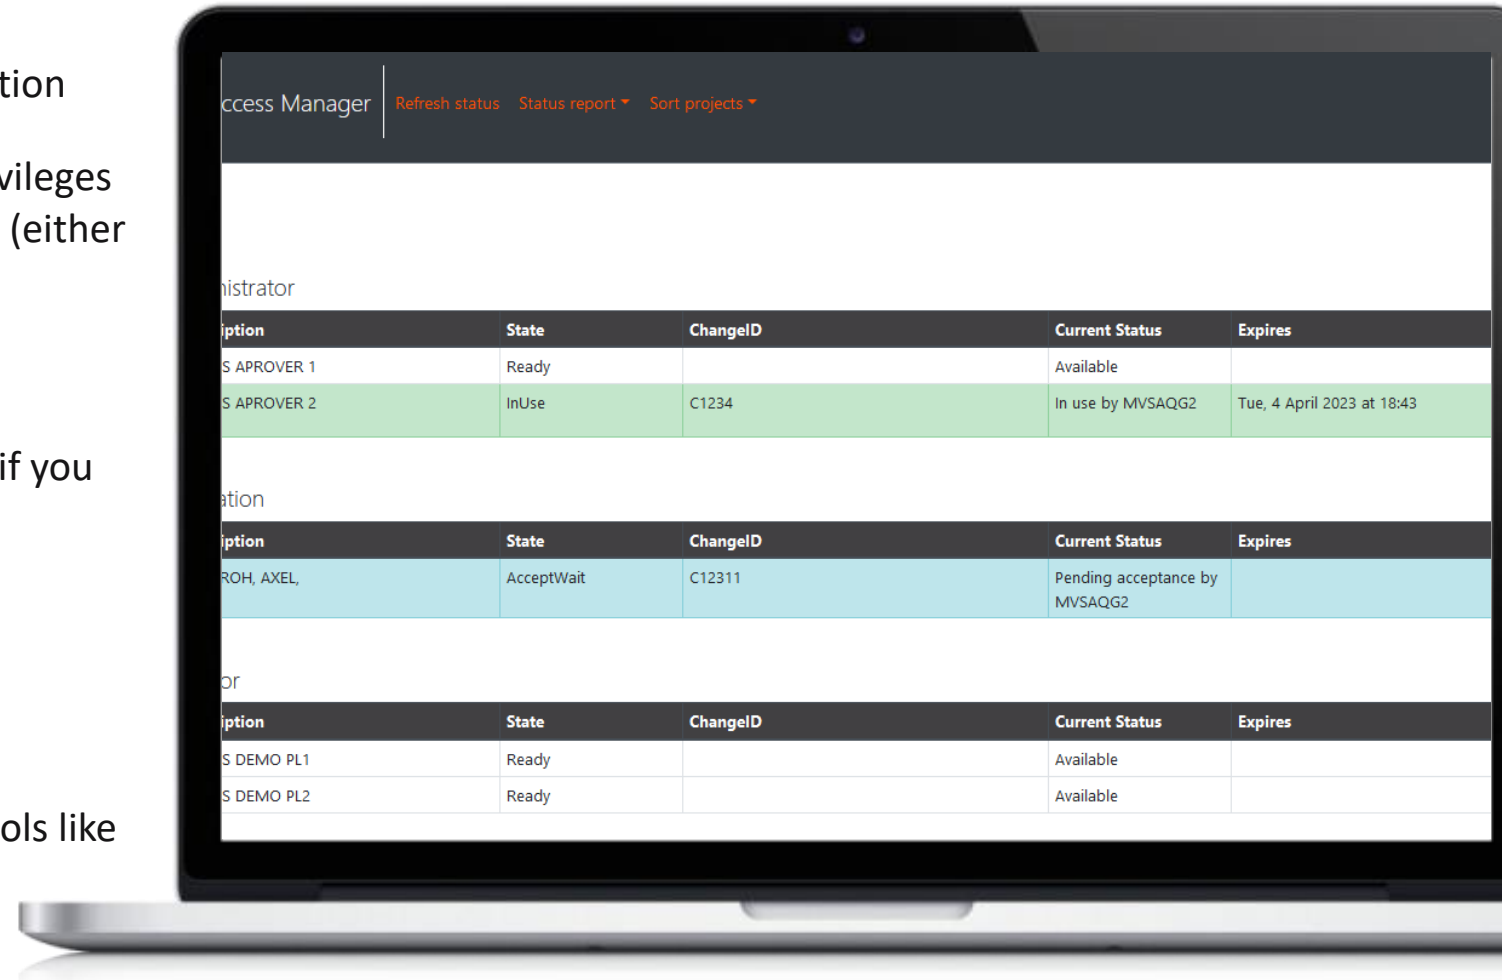 tion
vileges
(either
if you
ols like
ccess Manager Refresh status Status report Sort projects
nistrator
iption State ChangeID Current Status Expires
S APROVER 1 Ready Available
S APROVER 2 InUse C1234 In use by MVSAQG2 Tue, 4 April 2023 at 18:43
ation
iption State ChangeID Current Status Expires
ROH, AXEL, AcceptWait C12311 Pending acceptance by
MVSAQG2
or
iption State ChangeID Current Status Expires
S DEMO PL1 Ready Available
S DEMO PL2 Ready Available